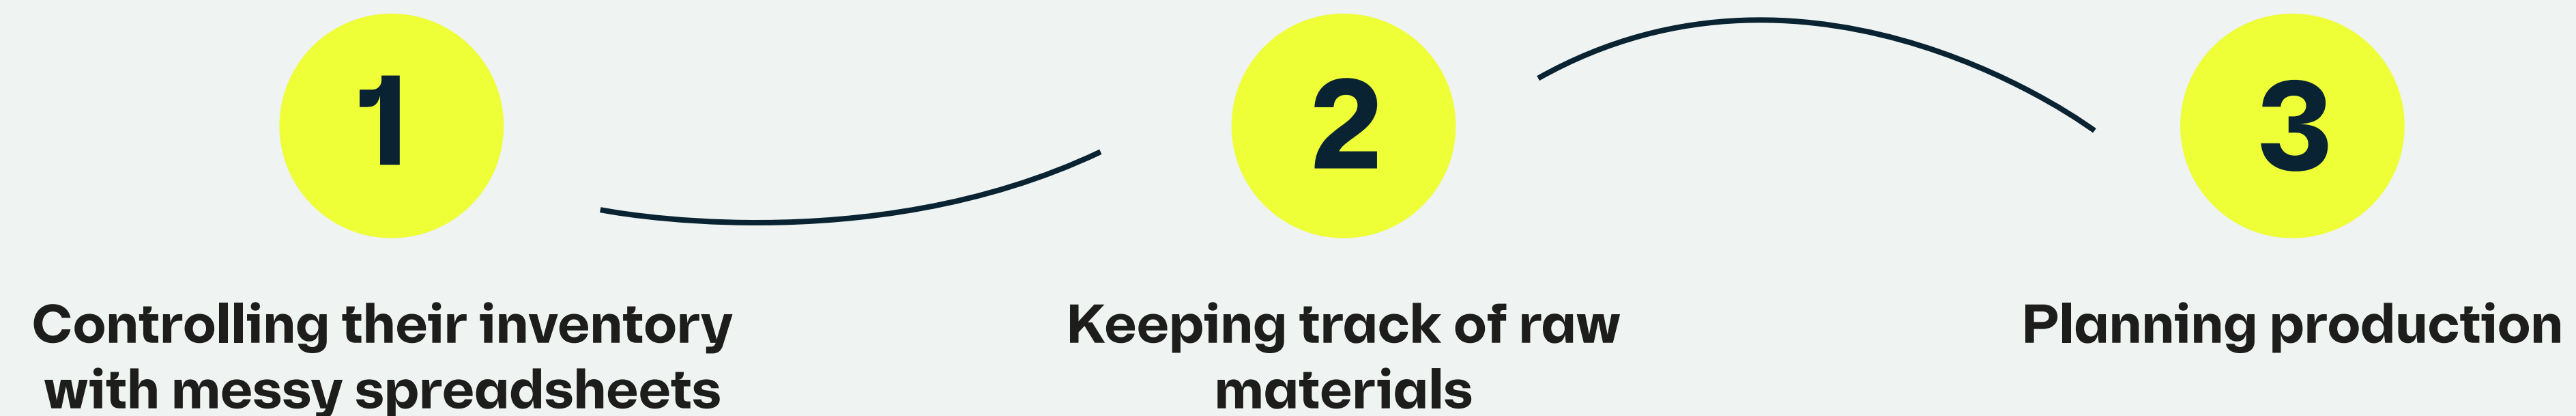 1
Controlling their inventory
with messy spreadsheets
2
Keeping track of raw
materials
3
Planning production